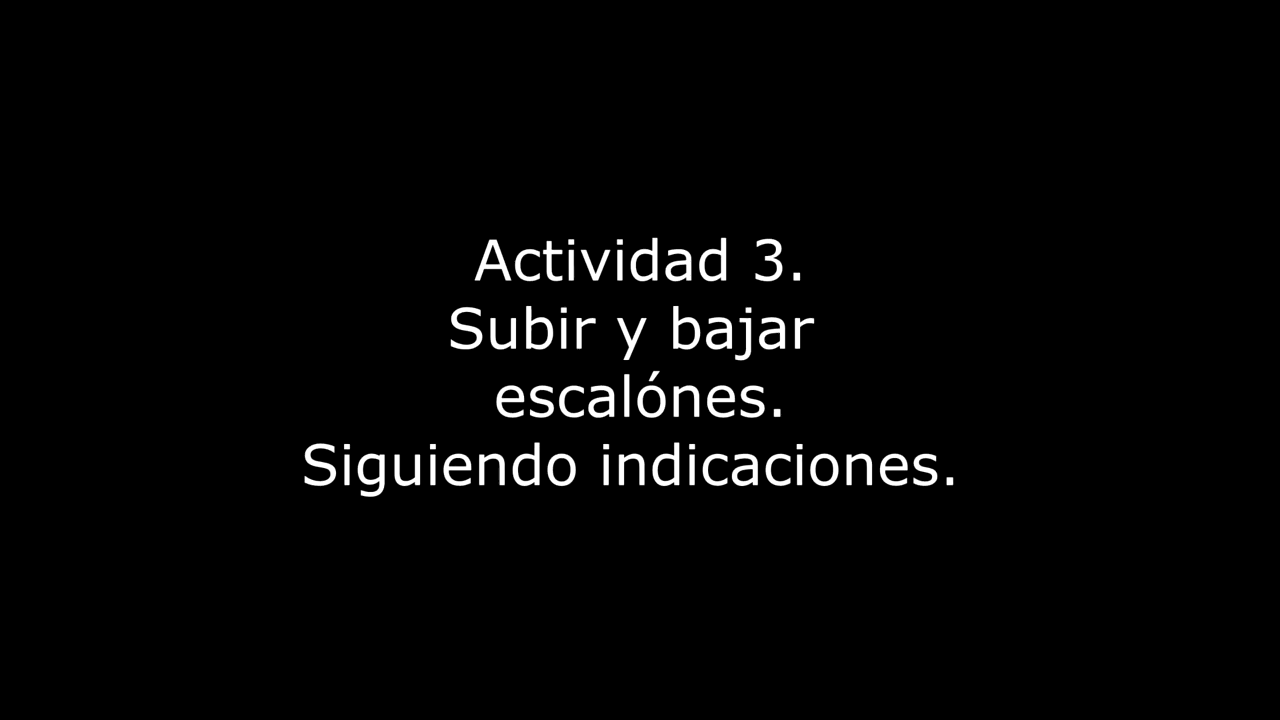 Actividad 3.
Subir y bajar
escalónes.
Siguiendo indicaciones.